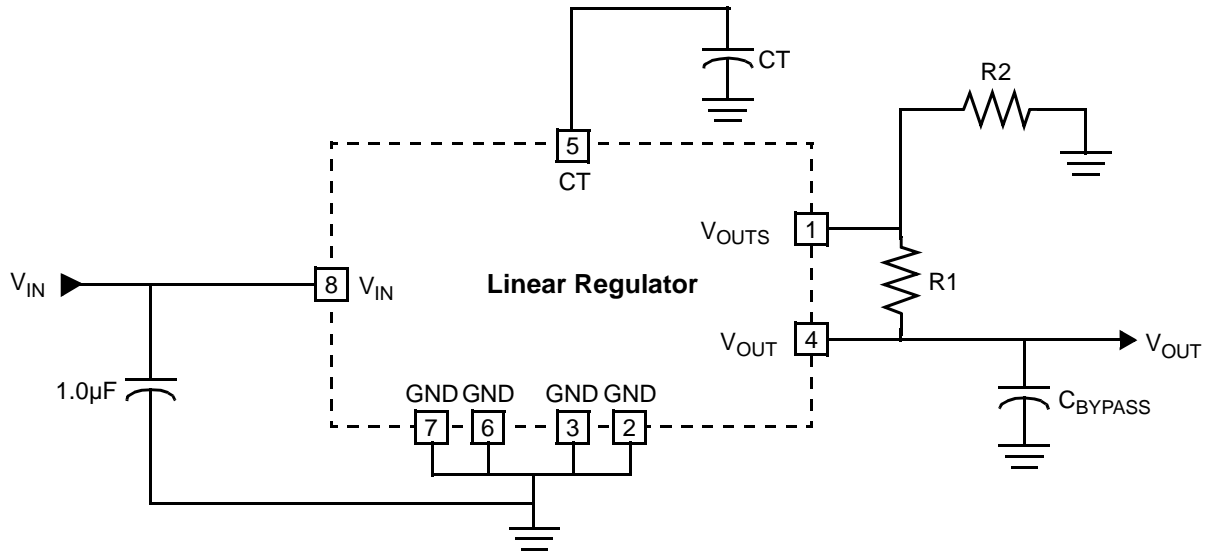 CT
R2
5
CT
V_OUTS 1
R1
V_IN 8 V_IN
Linear Regulator
V_OUT 4 V_OUT
1.0µF
GND GND GND GND
C_BYPASS
7 6 3 2